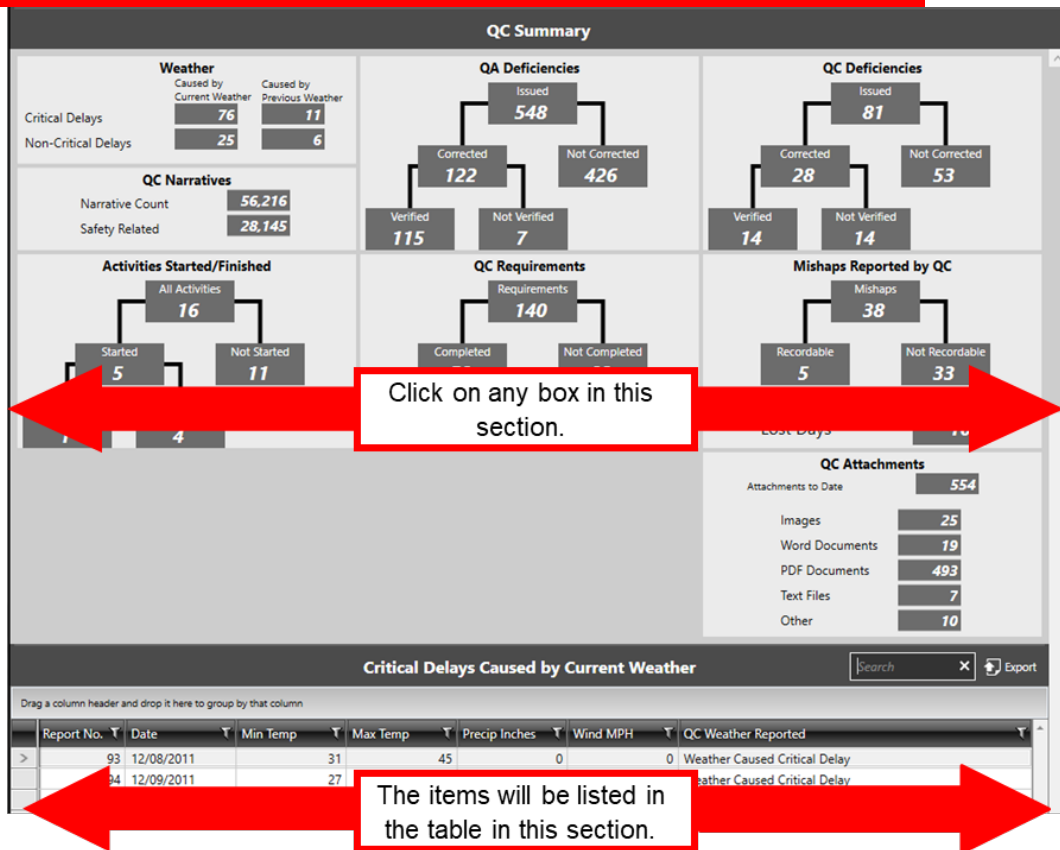 QC Summary
Weather
Caused by Current Weather
Caused by Previous Weather
Critical Delays 76 11
Non-Critical Delays 25 6
QC Narratives
Narrative Count 56,216
Safety Related 28,145
QA Deficiencies
Issued
548
Corrected
122
Not Corrected
426
Verified
115
Not Verified
7
QC Deficiencies
Issued
81
Corrected
28
Not Corrected
53
Verified
14
Not Verified
14
Activities Started/Finished
All Activities
16
Started
5
Not Started
11
4
QC Requirements
Requirements
140
Completed
Not Completed
Mishaps Reported by QC
Mishaps
38
Recordable
5
Not Recordable
33
Lost Days
Click on any box in this
section.
QC Attachments
Attachments to Date 554
Images 25
Word Documents 19
PDF Documents 493
Text Files 7
Other 10
Critical Delays Caused by Current Weather
Search
Export
Drag a column header and drop it here to group by that column
Report No. Date Min Temp Max Temp Precip Inches Wind MPH QC Weather Reported
93 12/08/2011 31 45 0 0 Weather Caused Critical Delay
94 12/09/2011 27 Weather Caused Critical Delay
The items will be listed in
the table in this section.